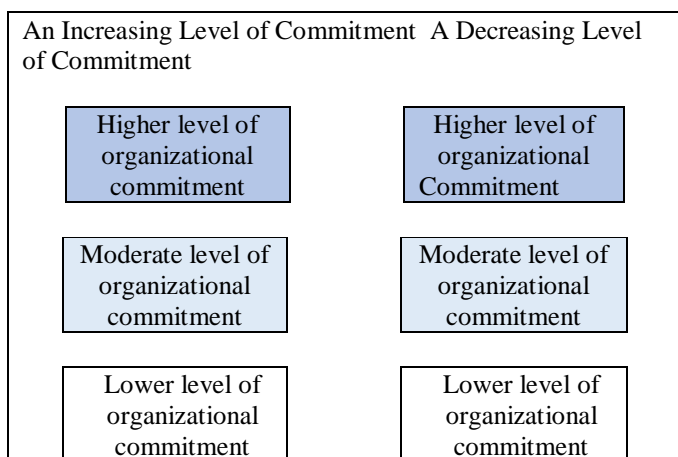 An Increasing Level of Commitment  A Decreasing Level
of Commitment
Higher level of
organizational
commitment
Higher level of
organizational
Commitment
Moderate level of
organizational
commitment
Moderate level of
organizational
commitment
Lower level of
organizational
commitment
Lower level of
organizational
commitment